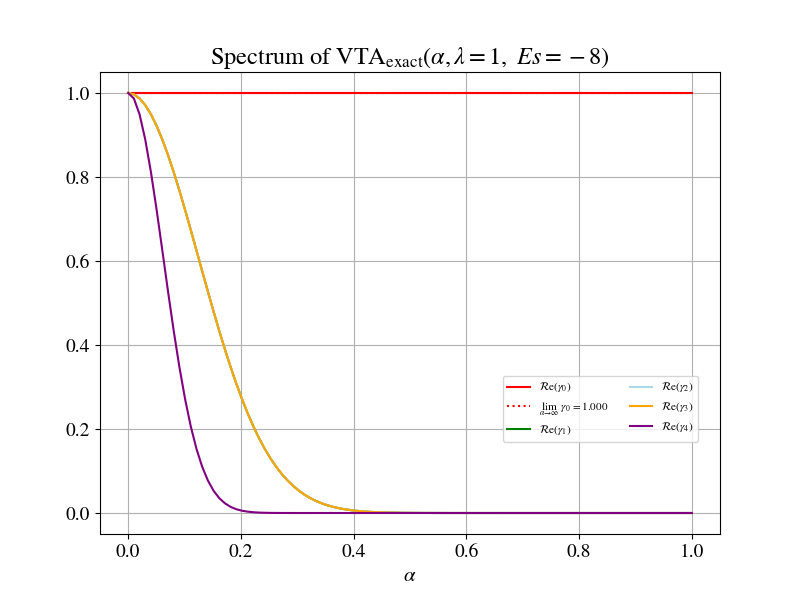 Spectrum of VTA_exact(α, λ = 1, Es = −8)
1.0
0.8
0.6
0.4
0.2
0.0
0.0 0.2 0.4 0.6 0.8 1.0
α
Re(γ₀)
lim α→∞ γ₀ = 1.000
Re(γ₁)
Re(γ₂)
Re(γ₃)
Re(γ₄)